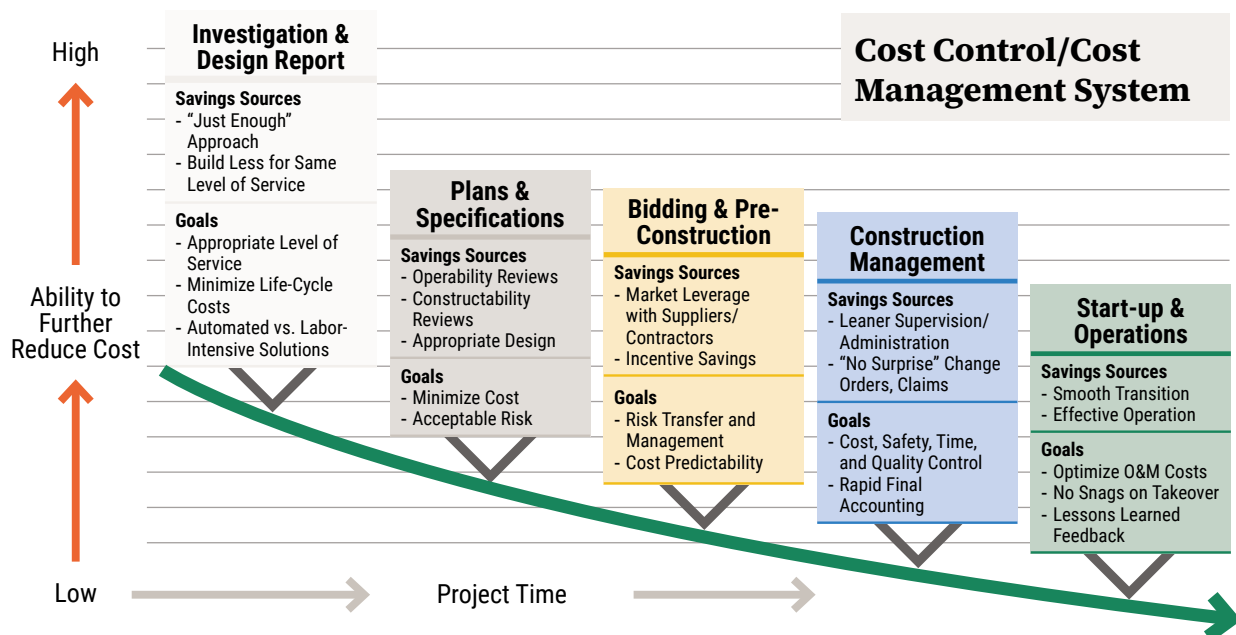 Cost Control/Cost
Management System
High
Ability to
Further
Reduce Cost
Low
Project Time
Investigation &
Design Report
Savings Sources
- “Just Enough”
Approach
- Build Less for Same
Level of Service
Goals
- Appropriate Level of
Service
- Minimize Life-Cycle
Costs
- Automated vs. Labor-
Intensive Solutions
Plans &
Specifications
Savings Sources
- Operability Reviews
- Constructability
Reviews
- Appropriate Design
Goals
- Minimize Cost
- Acceptable Risk
Bidding & Pre-
Construction
Savings Sources
- Market Leverage
with Suppliers/
Contractors
- Incentive Savings
Goals
- Risk Transfer and
Management
- Cost Predictability
Construction
Management
Savings Sources
- Leaner Supervision/
Administration
- “No Surprise” Change
Orders, Claims
Goals
- Cost, Safety, Time,
and Quality Control
- Rapid Final
Accounting
Start-up &
Operations
Savings Sources
- Smooth Transition
- Effective Operation
Goals
- Optimize O&M Costs
- No Snags on Takeover
- Lessons Learned
Feedback